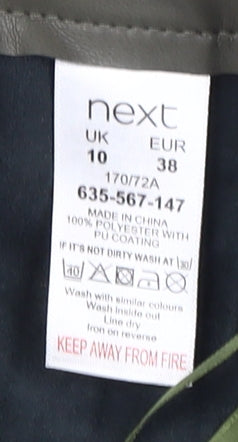 next
UK EUR
10 38
170/72A
635-567-147
MADE IN CHINA
100% POLYESTER WITH
PU COATING
IF IT'S NOT DIRTY WASH AT 30
40
Wash with similar colours
Wash inside out
Line dry
Iron on reverse
KEEP AWAY FROM FIRE